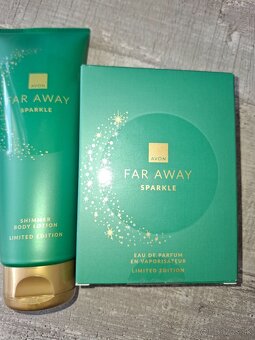 AVON
FAR AWAY
SPARKLE
SHIMMER
BODY LOTION
LIMITED EDITION
AVON
FAR AWAY
SPARKLE
EAU DE PARFUM
EN VAPORISATEUR
LIMITED EDITION